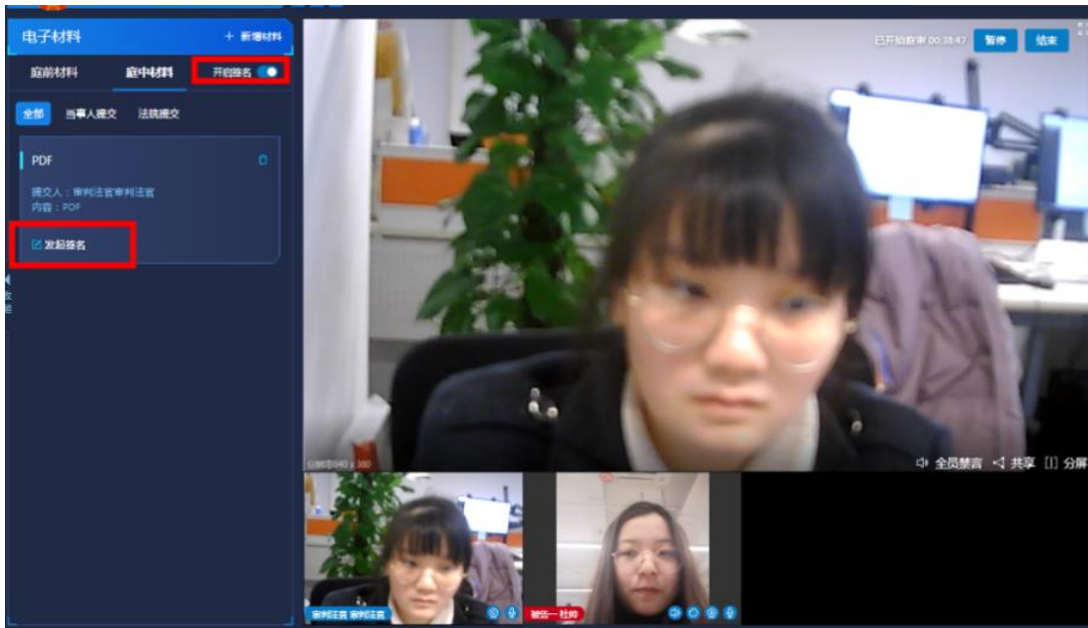 电子材料
+ 新增材料
庭前材料
庭中材料
开启签名
全部
当事人提交
法院提交
PDF
提交人：审判法官审判法官
内容：PDF
发起签名
已开始庭审 00:38:47
暂停
结束
全员禁言
共享
分屏
审判法官 审判法官
被告一 杜帅